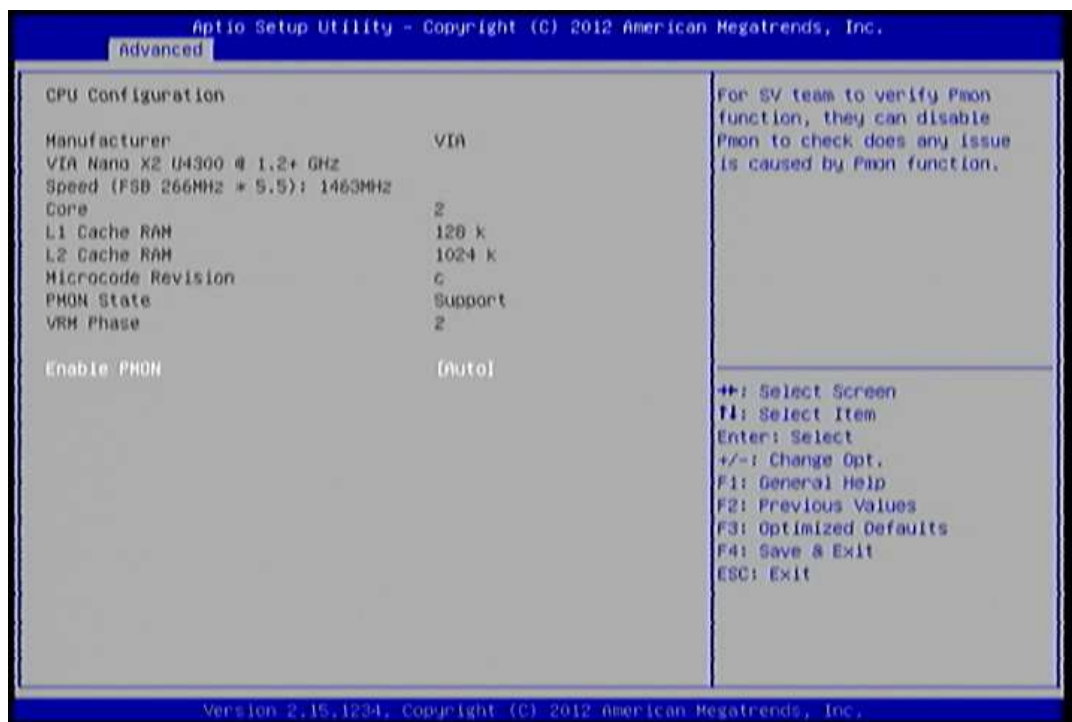 Aptio Setup Utility - Copyright (C) 2012 American Megatrends, Inc.
Advanced
CPU Configuration
Manufacturer VIA
VIA Nano X2 U4300 @ 1.2+ GHz
Speed (FSB 266MHz * 5.5): 1463MHz
Core 2
L1 Cache RAM 128 k
L2 Cache RAM 1024 k
Microcode Revision c
PMON State Support
VRM Phase 2
Enable PMON [Auto]
For SV team to verify Pmon
function, they can disable
Pmon to check does any issue
is caused by Pmon function.
→←: Select Screen
↑↓: Select Item
Enter: Select
+/-: Change Opt.
F1: General Help
F2: Previous Values
F3: Optimized Defaults
F4: Save & Exit
ESC: Exit
Version 2.15.1234. Copyright (C) 2012 American Megatrends, Inc.